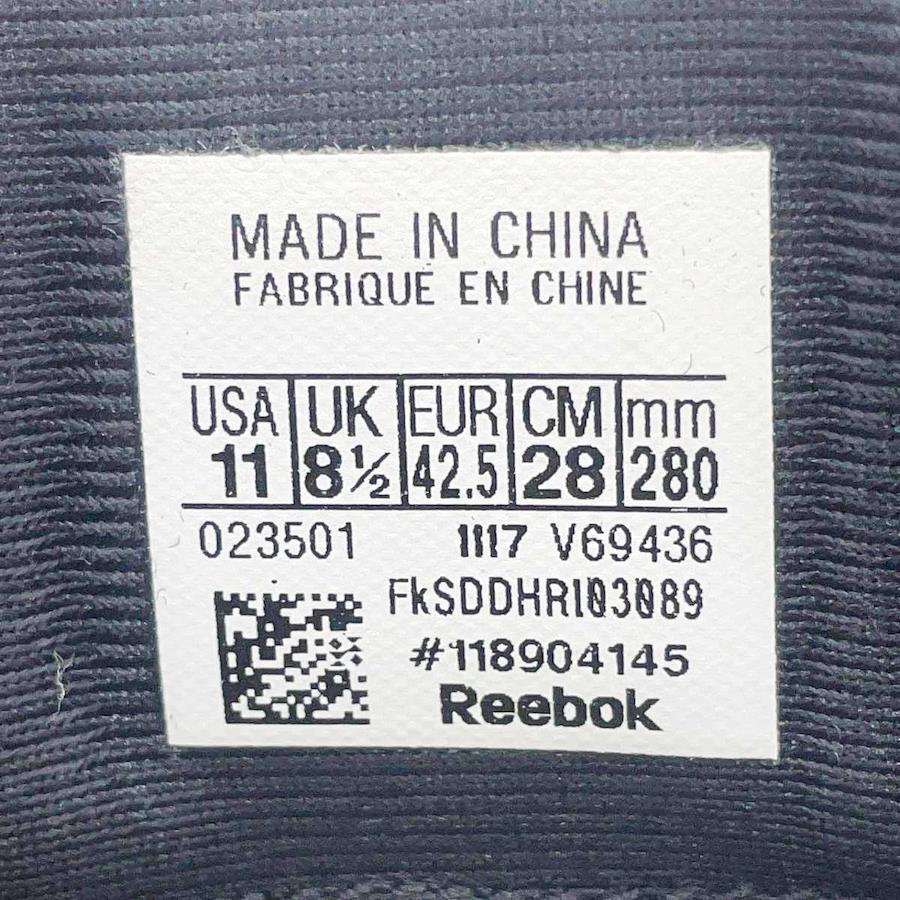 MADE IN CHINA
FABRIQUE EN CHINE
USA UK EUR CM mm
11 8½ 42.5 28 280
023501 1117 V69436
FkSDDHRI03089
#118904145
Reebok